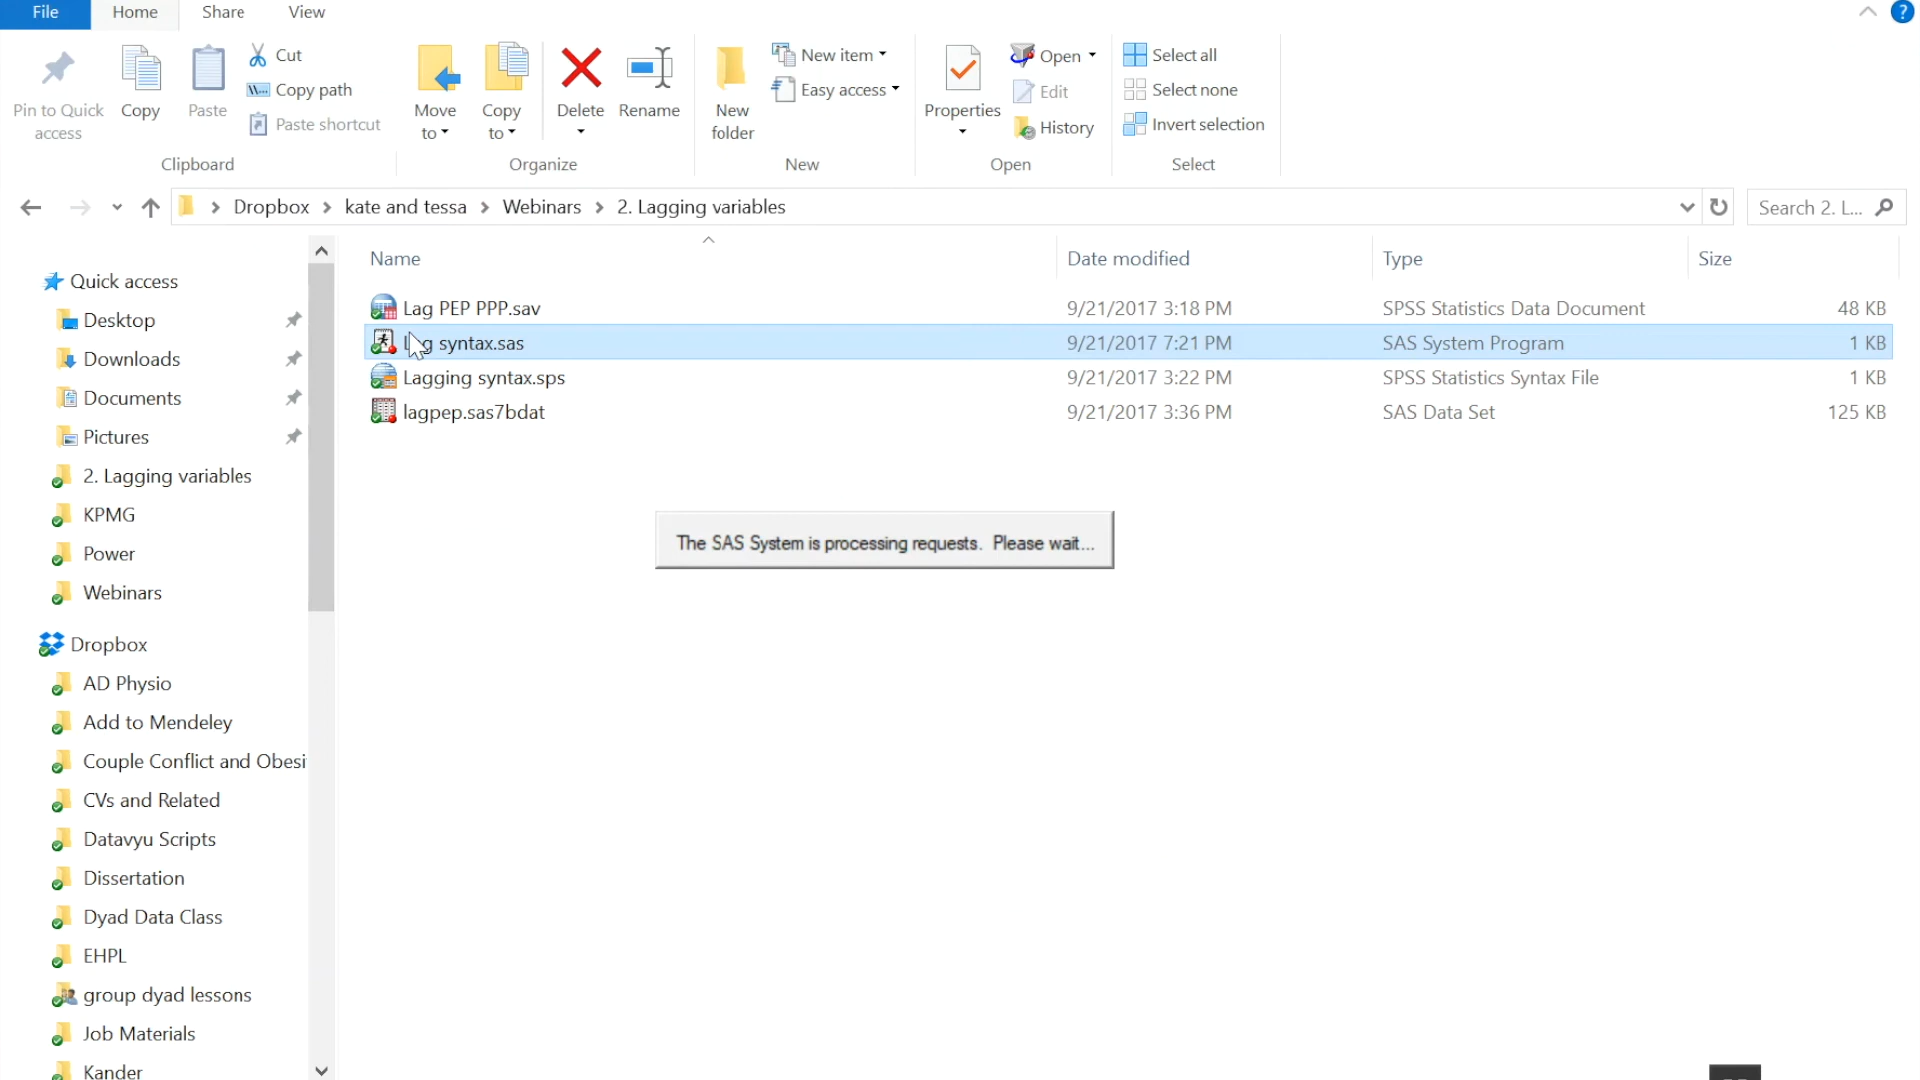 File Home Share View
Pin to Quick access
Copy
Paste
Cut
Copy path
Paste shortcut
Clipboard
Move to
Copy to
Delete
Rename
Organize
New folder
New item
Easy access
New
Properties
Open
Edit
History
Open
Select all
Select none
Invert selection
Select
Dropbox kate and tessa Webinars 2. Lagging variables
Search 2. L...
Name Date modified Type Size
Lag PEP PPP.sav 9/21/2017 3:18 PM SPSS Statistics Data Document 48 KB
Lag syntax.sas 9/21/2017 7:21 PM SAS System Program 1 KB
Lagging syntax.sps 9/21/2017 3:22 PM SPSS Statistics Syntax File 1 KB
lagpep.sas7bdat 9/21/2017 3:36 PM SAS Data Set 125 KB
The SAS System is processing requests. Please wait...
Quick access
Desktop
Downloads
Documents
Pictures
2. Lagging variables
KPMG
Power
Webinars
Dropbox
AD Physio
Add to Mendeley
Couple Conflict and Obesi
CVs and Related
Datavyu Scripts
Dissertation
Dyad Data Class
EHPL
group dyad lessons
Job Materials
Kander